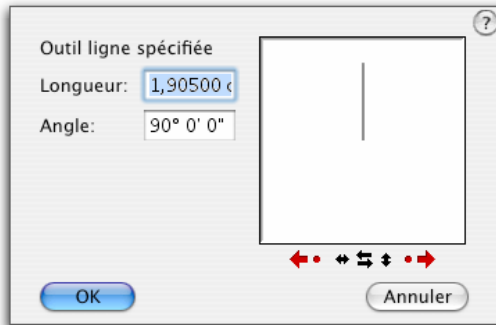 ?
Outil ligne spécifiée
Longueur: 1,90500 c
Angle: 90° 0' 0"
OK
Annuler